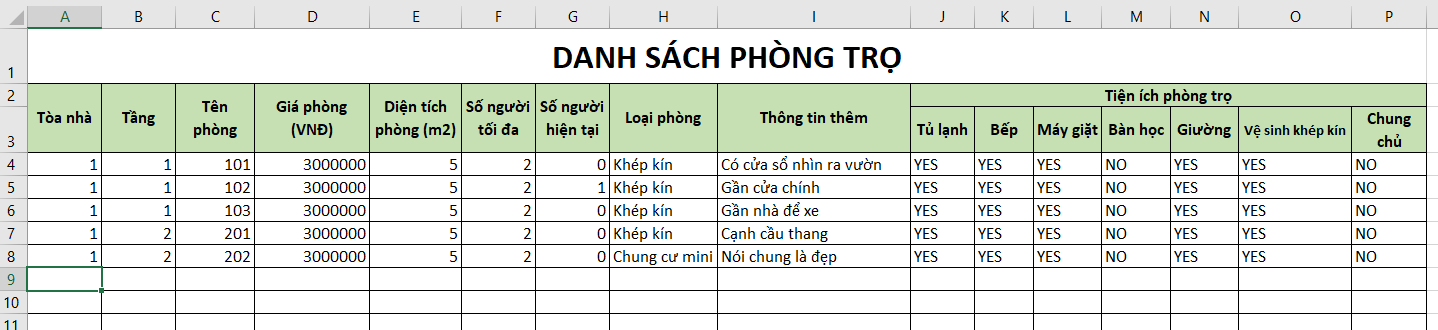 A B C D E F G H I J K L M N O P
1 DANH SÁCH PHÒNG TRỌ
2 Tòa nhà Tầng Tên phòng Giá phòng (VNĐ) Diện tích phòng (m2) Số người tối đa Số người hiện tại Loại phòng Thông tin thêm Tiện ích phòng trọ
3 Tủ lạnh Bếp Máy giặt Bàn học Giường Vệ sinh khép kín Chung chủ
4 1 1 101 3000000 5 2 0 Khép kín Có cửa sổ nhìn ra vườn YES YES YES NO YES YES NO
5 1 1 102 3000000 5 2 1 Khép kín Gần cửa chính YES YES YES NO YES YES NO
6 1 1 103 3000000 5 2 0 Khép kín Gần nhà để xe YES YES YES NO YES YES NO
7 1 2 201 3000000 5 2 0 Khép kín Cạnh cầu thang YES YES YES NO YES YES NO
8 1 2 202 3000000 5 2 0 Chung cư mini Nói chung là đẹp YES YES YES NO YES YES NO
9
10
11